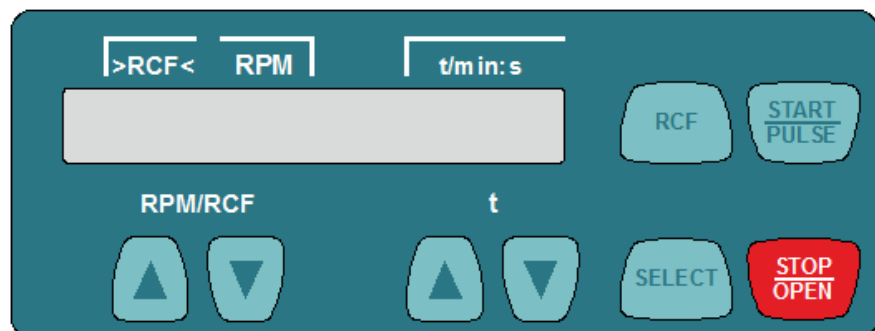 >RCF< RPM t/min:s
RCF
START
PULSE
RPM/RCF t
SELECT
STOP
OPEN